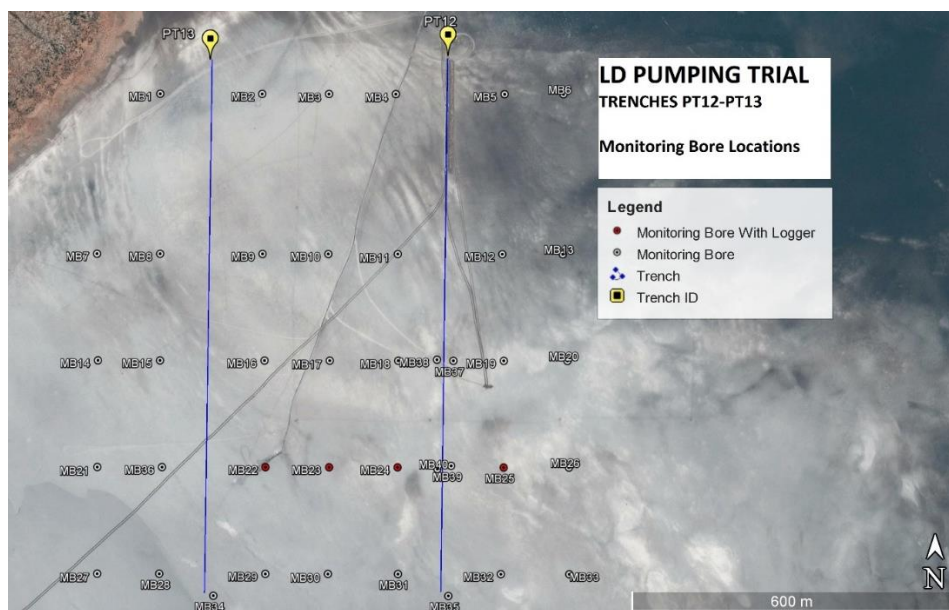 PT13
PT12
LD PUMPING TRIAL
TRENCHES PT12-PT13
Monitoring Bore Locations
MB1
MB2
MB3
MB4
MB5
MB6
Legend
Monitoring Bore With Logger
Monitoring Bore
Trench
Trench ID
MB7
MB8
MB9
MB10
MB11
MB12
MB13
MB14
MB15
MB16
MB17
MB18
MB38
MB37
MB19
MB20
MB21
MB36
MB22
MB23
MB24
MB40
MB39
MB25
MB26
MB27
MB28
MB29
MB30
MB31
MB32
MB33
MB34
MB35
N
600 m